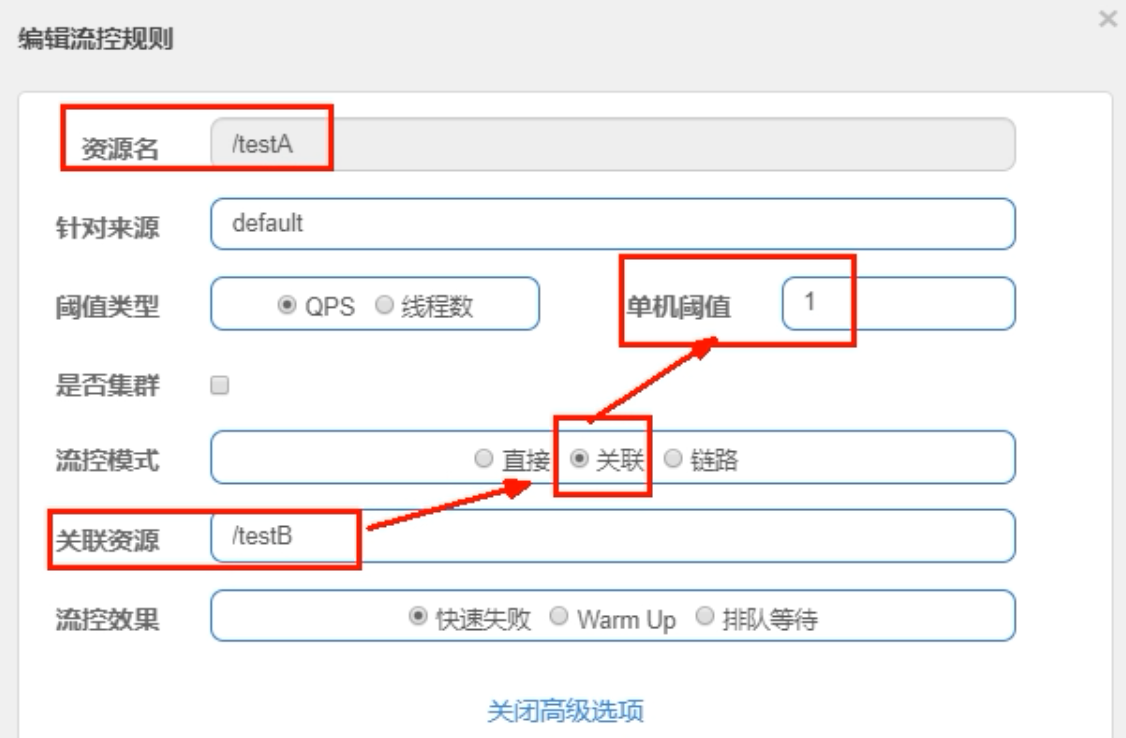 编辑流控规则
×
资源名 /testA
针对来源 default
阈值类型 QPS 线程数 单机阈值 1
是否集群
流控模式 直接 关联 链路
关联资源 /testB
流控效果 快速失败 Warm Up 排队等待
关闭高级选项